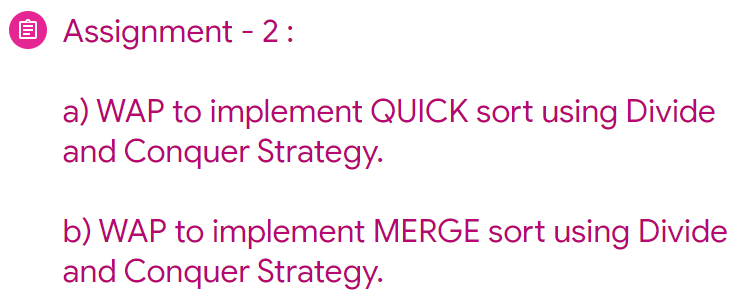 Assignment - 2 :
a) WAP to implement QUICK sort using Divide
and Conquer Strategy.
b) WAP to implement MERGE sort using Divide
and Conquer Strategy.